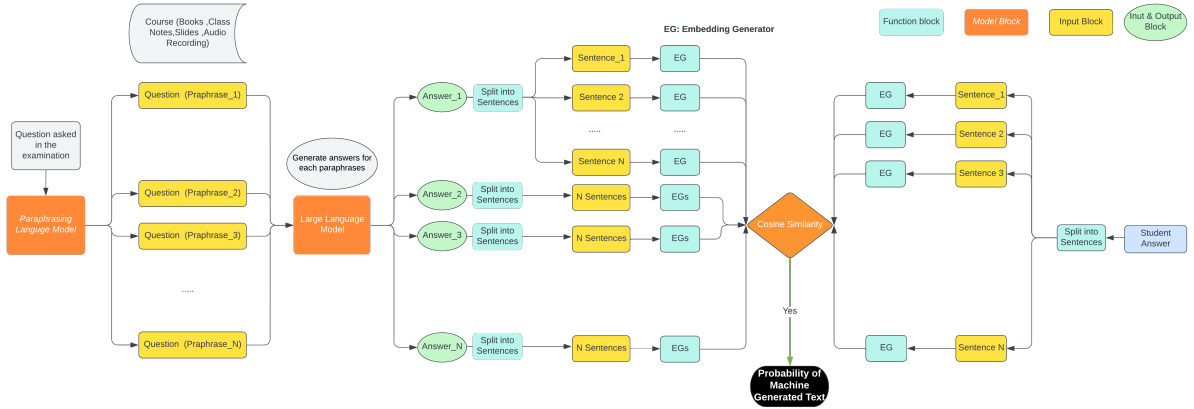 Course (Books ,Class
Notes,Slides ,Audio
Recording)
EG: Embedding Generator
Function block
Model Block
Input Block
Inut & Output
Block
Question asked
in the
examination
Paraphrasing
Languge Model
Question  (Praphrase_1)
Question  (Praphrase_2)
Question  (Praphrase_3)
.....
Question  (Praphrase_N)
Generate answers for
each paraphrases
Large Language
Model
Answer_1
Split into
Sentences
Sentence_1
EG
Sentence 2
EG
.....
.....
Sentence N
EG
Answer_2
Split into
Sentences
N Sentences
EGs
Answer_3
Split into
Sentences
N Sentences
EGs
Answer_N
Split into
Sentences
N Sentences
EGs
Cosine Similarity
Yes
Probability of
Machine
Generated Text
EG
Sentence_1
EG
Sentence 2
EG
Sentence 3
EG
Sentence N
Split into
Sentences
Student
Answer